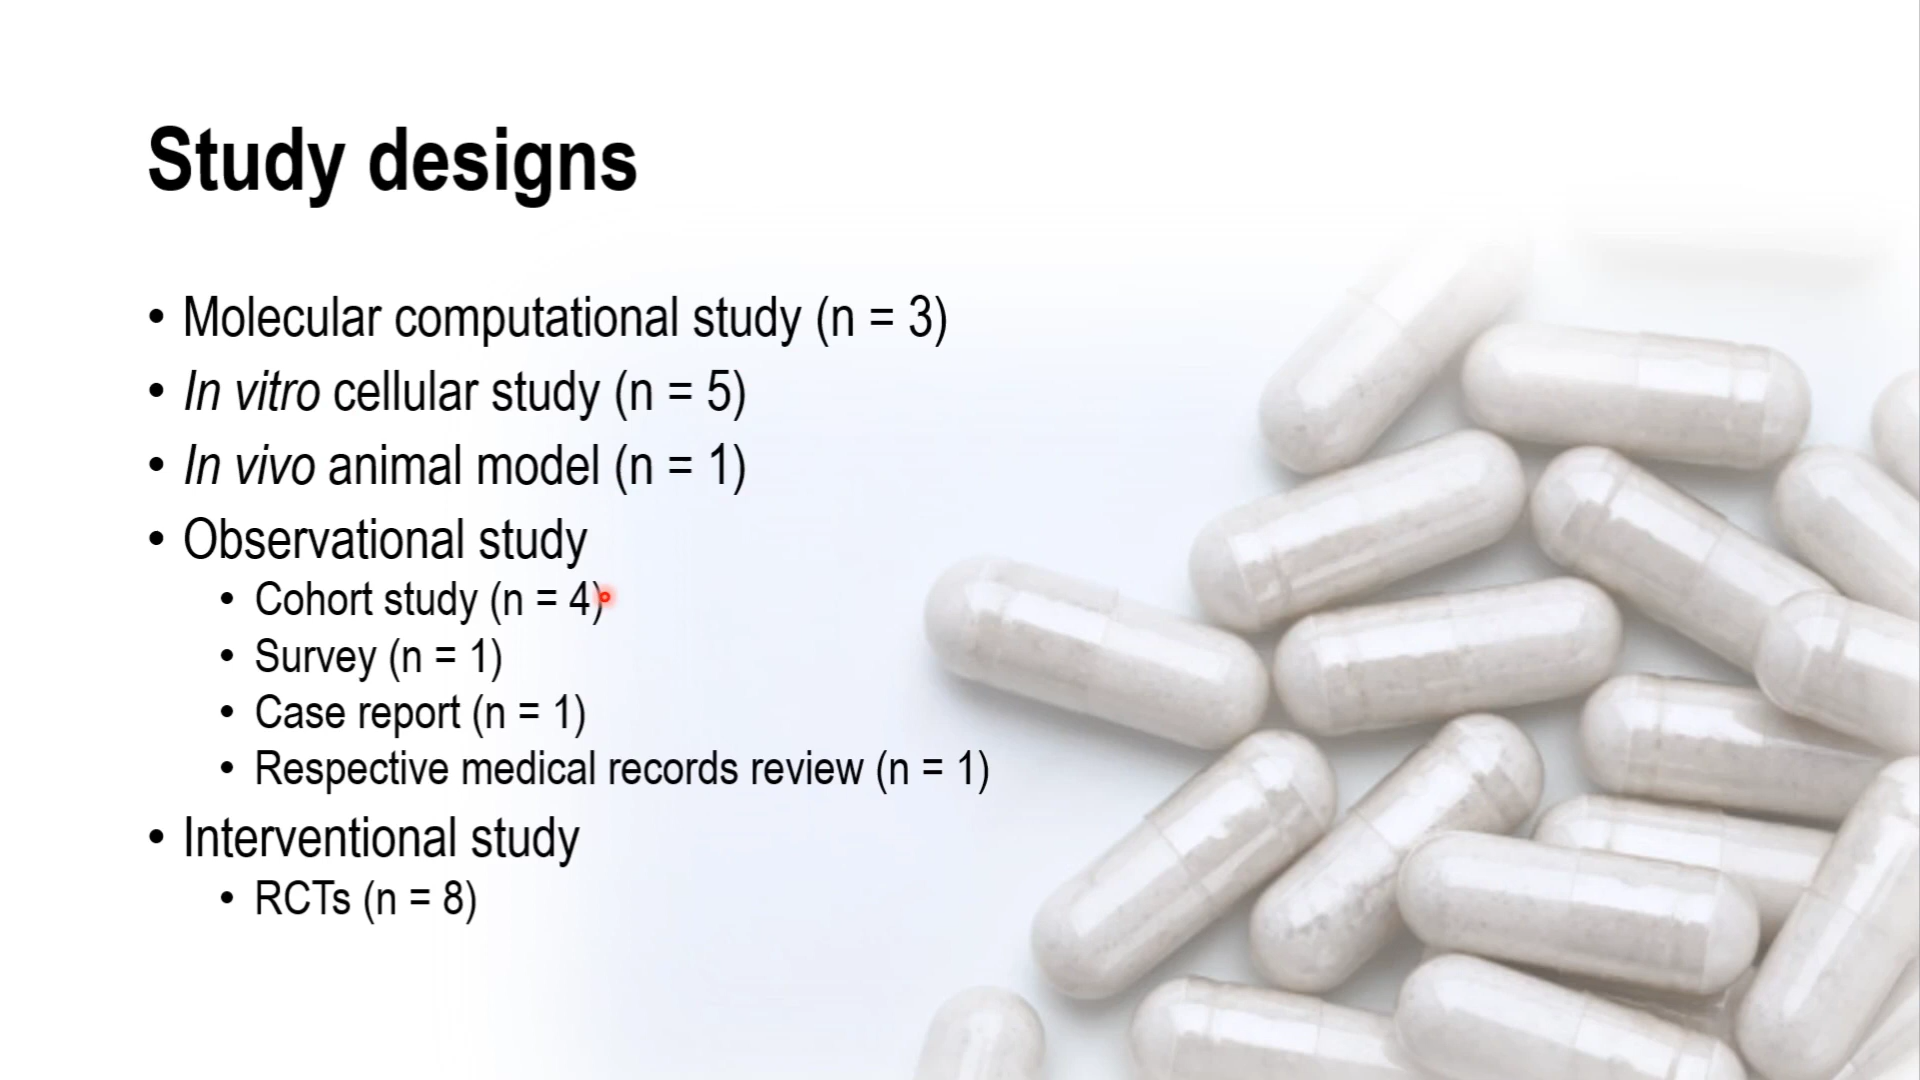 Study designs
• Molecular computational study (n = 3)
• In vitro cellular study (n = 5)
• In vivo animal model (n = 1)
• Observational study
• Cohort study (n = 4)
• Survey (n = 1)
• Case report (n = 1)
• Respective medical records review (n = 1)
• Interventional study
• RCTs (n = 8)